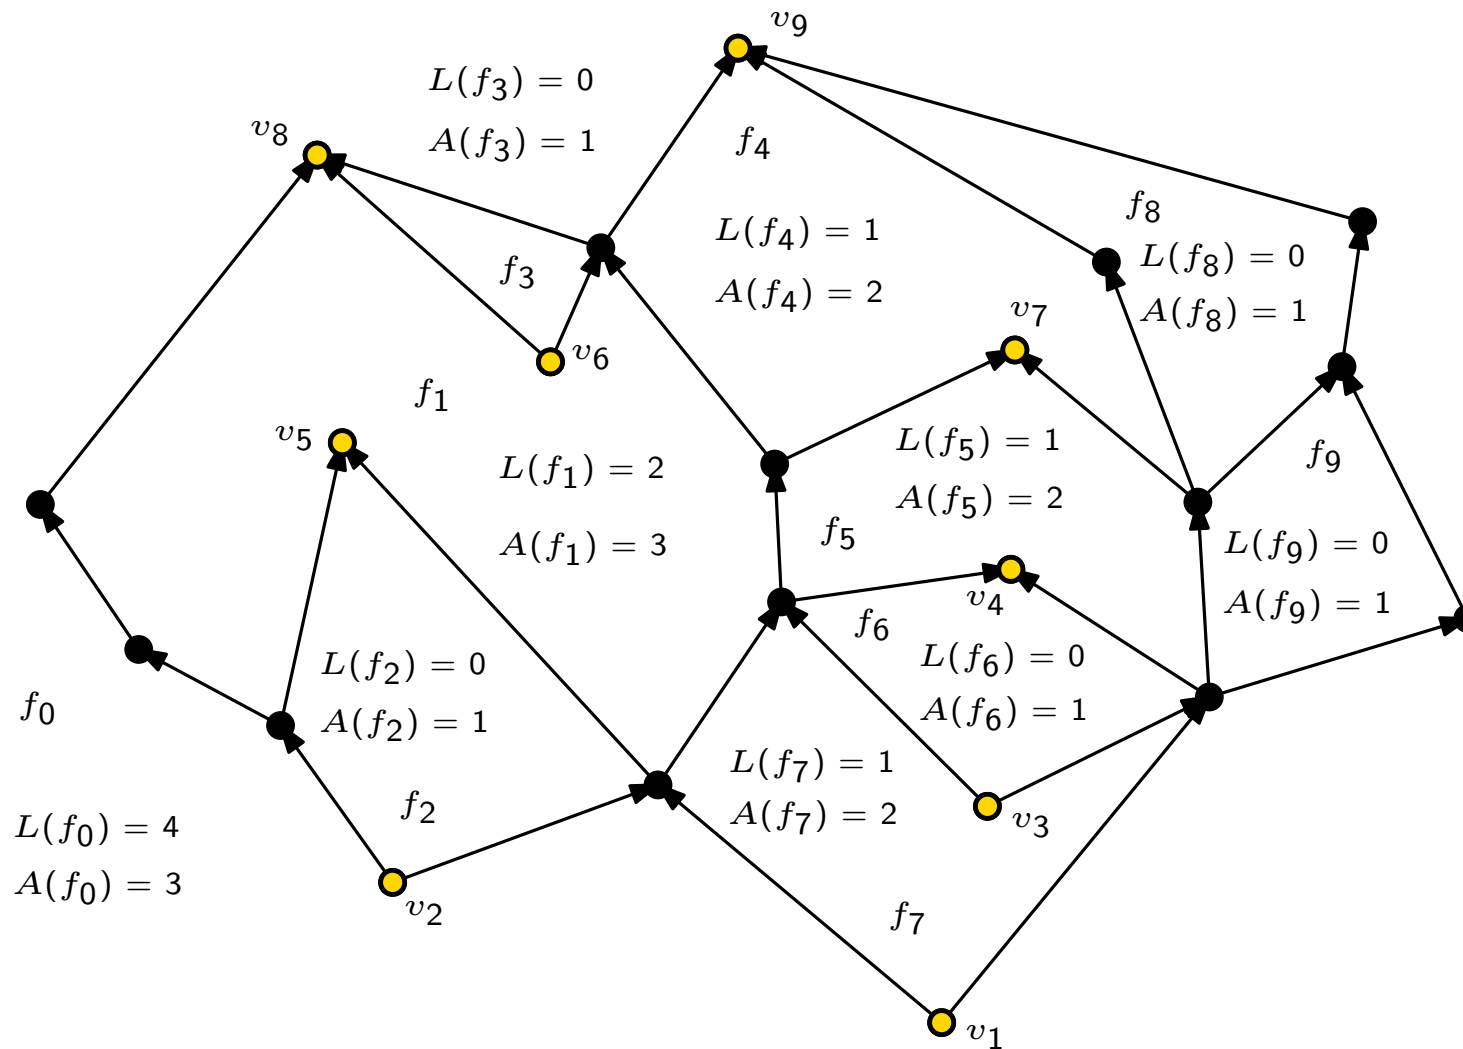 v9
L(f3) = 0
A(f3) = 1
v8
f4
f8
L(f4) = 1
A(f4) = 2
L(f8) = 0
A(f8) = 1
f3
v7
v6
f1
v5
L(f5) = 1
A(f5) = 2
f9
L(f1) = 2
A(f1) = 3
f5
L(f9) = 0
A(f9) = 1
v4
f6
L(f6) = 0
A(f6) = 1
L(f2) = 0
A(f2) = 1
f0
L(f7) = 1
A(f7) = 2
f2
v3
L(f0) = 4
A(f0) = 3
v2
f7
v1